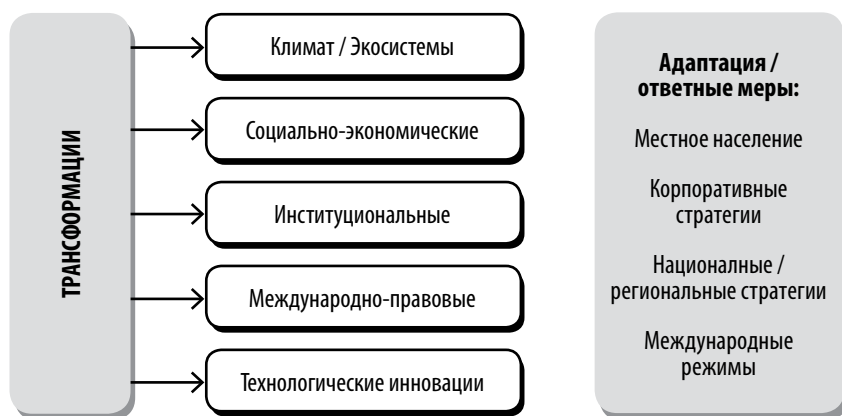 ТРАНСФОРМАЦИИ
Климат / Экосистемы
Социально-экономические
Институциональные
Международно-правовые
Технологические инновации
Адаптация /
ответные меры:
Местное население
Корпоративные
стратегии
Националные /
региональные стратегии
Международные
режимы